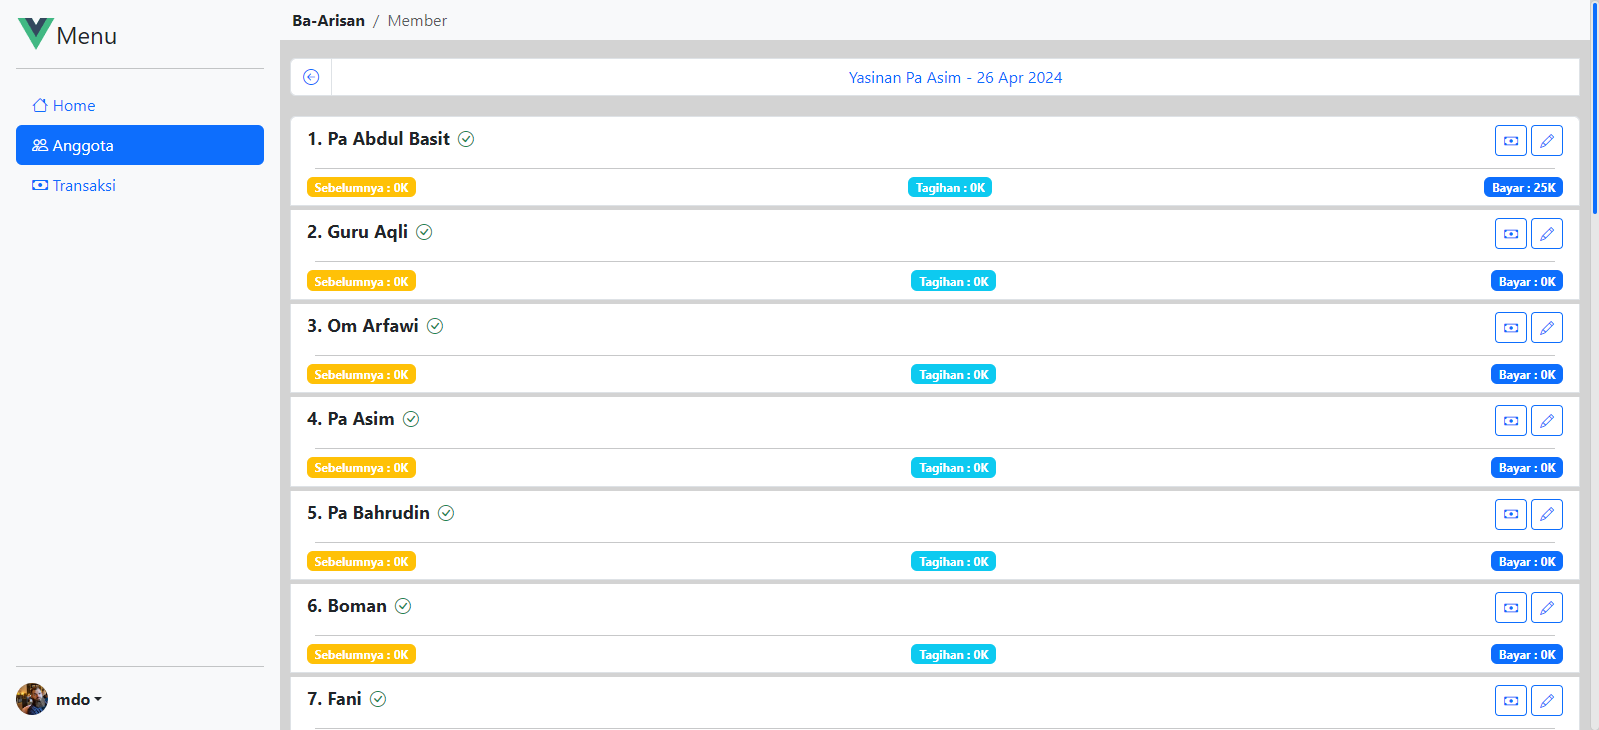 Menu
Home
Anggota
Transaksi
mdo
Ba-Arisan / Member
Yasinan Pa Asim - 26 Apr 2024
1. Pa Abdul Basit
Sebelumnya : 0K Tagihan : 0K Bayar : 25K
2. Guru Aqli
Sebelumnya : 0K Tagihan : 0K Bayar : 0K
3. Om Arfawi
Sebelumnya : 0K Tagihan : 0K Bayar : 0K
4. Pa Asim
Sebelumnya : 0K Tagihan : 0K Bayar : 0K
5. Pa Bahrudin
Sebelumnya : 0K Tagihan : 0K Bayar : 0K
6. Boman
Sebelumnya : 0K Tagihan : 0K Bayar : 0K
7. Fani